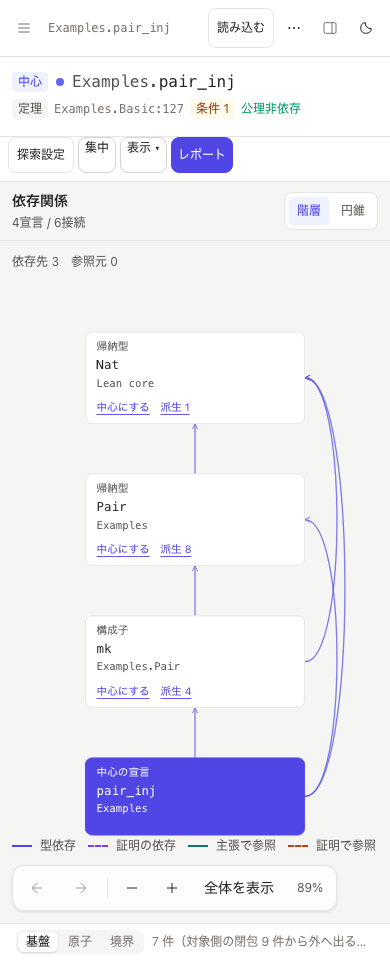 Examples.pair_inj
読み込む
中心 Examples.pair_inj
定理 Examples.Basic:127 条件 1 公理非依存
探索設定 集中 表示 レポート
依存関係
4宣言 / 6接続
階層 円錐
依存先 3 参照元 0
帰納型
Nat
Lean core
中心にする 派生 1
帰納型
Pair
Examples
中心にする 派生 8
構成子
mk
Examples.Pair
中心にする 派生 4
中心の宣言
pair_inj
Examples
型依存 証明の依存 主張で参照 証明で参照
全体を表示 89%
基盤 原子 境界 7 件（対象側の閉包 9 件から外へ出る...